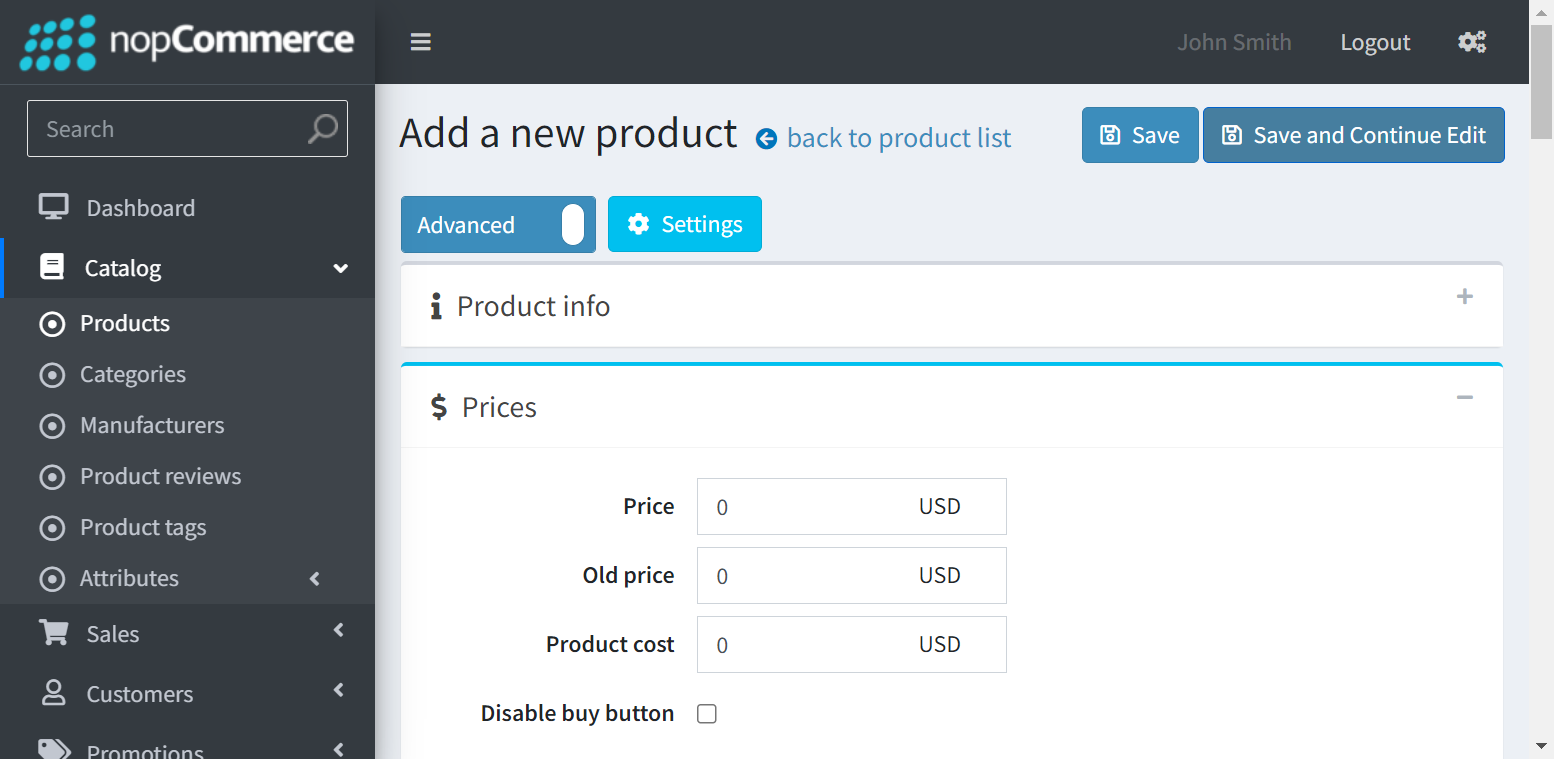 nopCommerce
John Smith
Logout
Search
Add a new product
back to product list
Save
Save and Continue Edit
Dashboard
Advanced
Settings
Catalog
Product info
Products
Categories
Prices
Manufacturers
Product reviews
Price 0 USD
Product tags
Old price 0 USD
Attributes
Sales
Product cost 0 USD
Customers
Disable buy button
Promotions